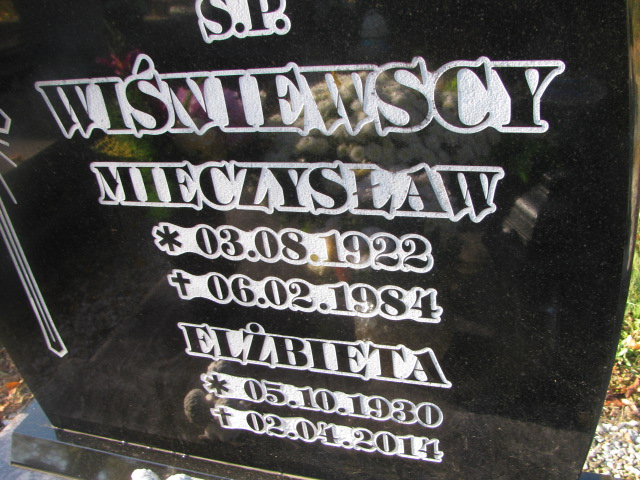 Ś.P.
WIŚNIEWSCY
MIECZYSŁAW
* 03.08.1922
† 06.02.1984
ELŻBIETA
* 05.10.1930
† 02.04.2014